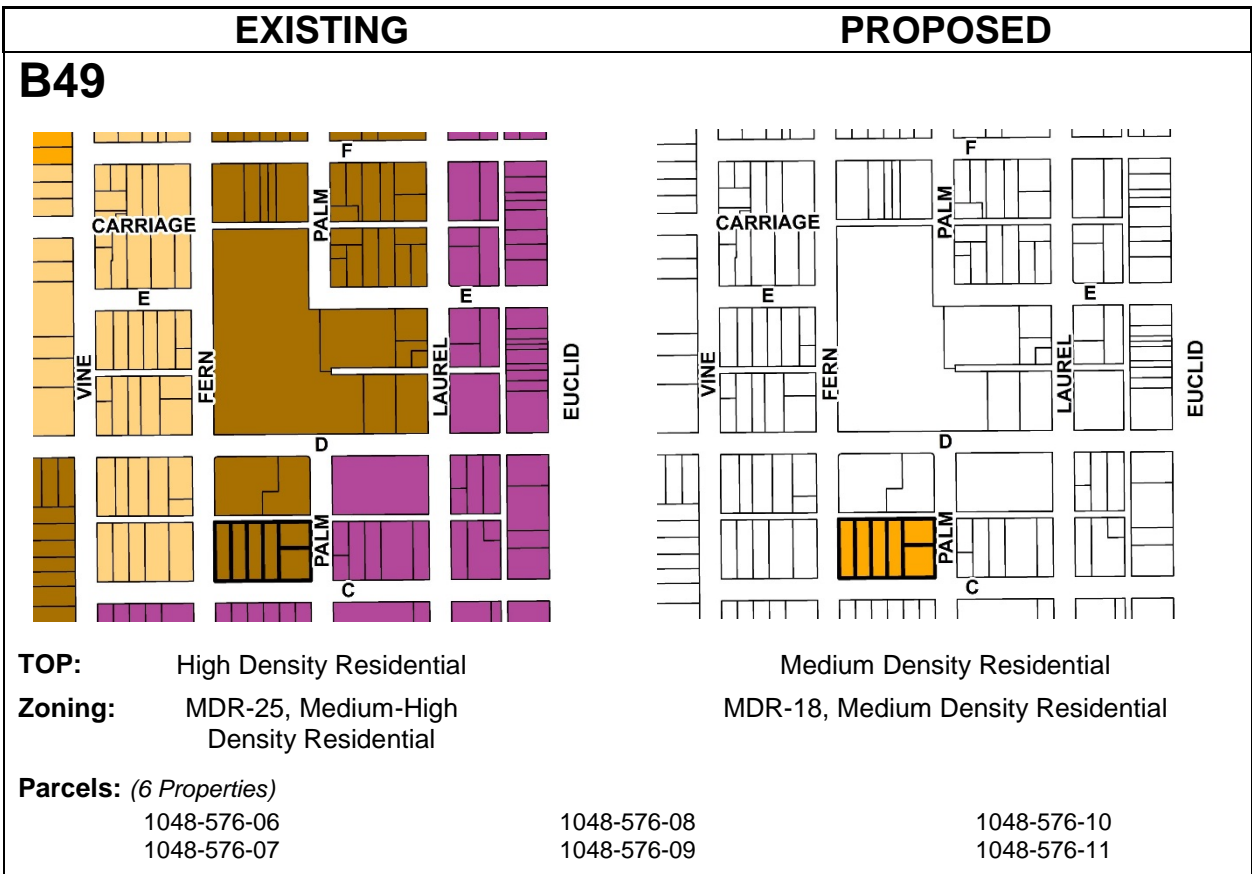 EXISTING PROPOSED
B49
F F
PALM PALM
CARRIAGE CARRIAGE
E E E E
VINE FERN LAUREL EUCLID VINE FERN LAUREL EUCLID
D D
PALM PALM
C C
TOP: High Density Residential Medium Density Residential
Zoning: MDR-25, Medium-High MDR-18, Medium Density Residential
Density Residential
Parcels: (6 Properties)
1048-576-06 1048-576-08 1048-576-10
1048-576-07 1048-576-09 1048-576-11